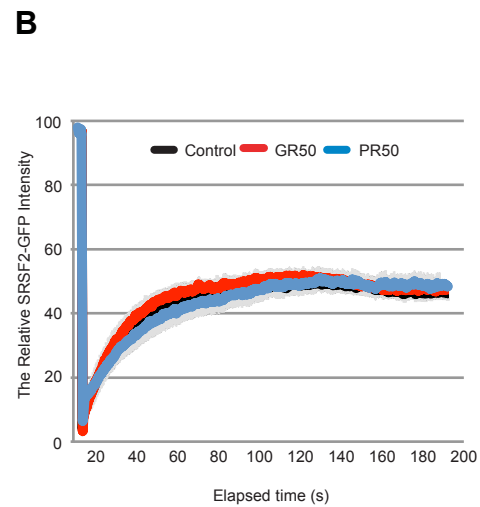 B
The Relative SRSF2-GFP Intensity
100
80
60
40
20
0
Control GR50 PR50
20 40 60 80 100 120 140 160 180 200
Elapsed time (s)